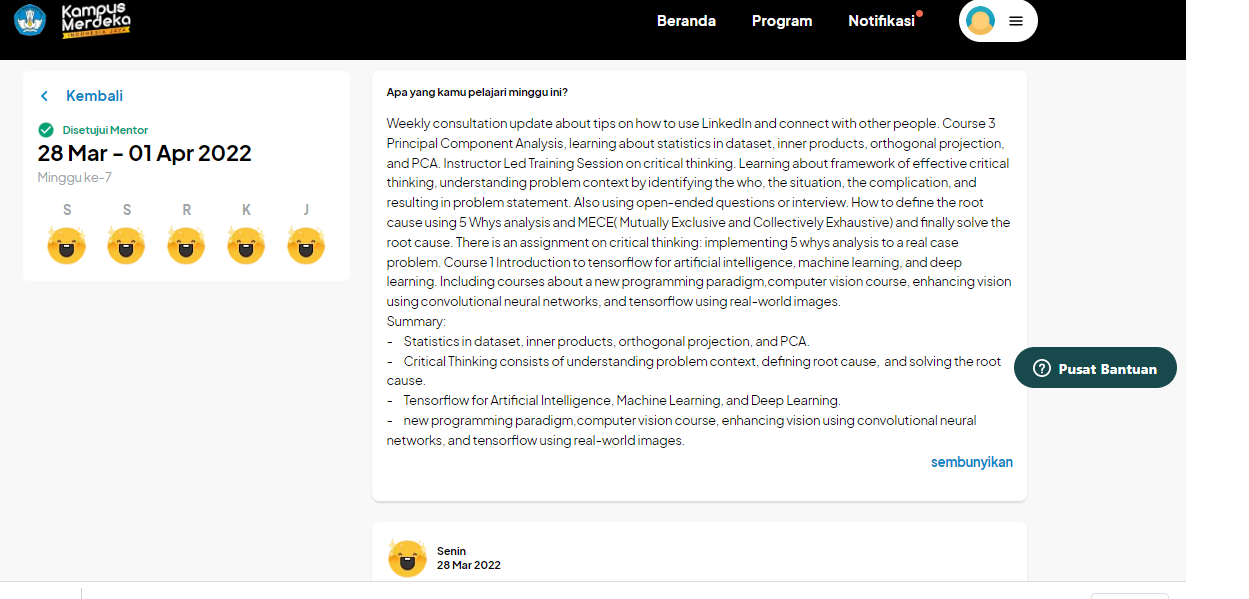 Kampus
Merdeka
INDONESIA JAYA
Beranda
Program
Notifikasi
Kembali
Disetujui Mentor
28 Mar – 01 Apr 2022
Minggu ke-7
S S R K J
Apa yang kamu pelajari minggu ini?
Weekly consultation update about tips on how to use LinkedIn and connect with other people. Course 3
Principal Component Analysis, learning about statistics in dataset, inner products, orthogonal projection,
and PCA. Instructor Led Training Session on critical thinking. Learning about framework of effective critical
thinking, understanding problem context by identifying the who, the situation, the complication, and
resulting in problem statement. Also using open-ended questions or interview. How to define the root
cause using 5 Whys analysis and MECE( Mutually Exclusive and Collectively Exhaustive) and finally solve the
root cause. There is an assignment on critical thinking: implementing 5 whys analysis to a real case
problem. Course 1 Introduction to tensorflow for artificial intelligence, machine learning, and deep
learning. Including courses about a new programming paradigm,computer vision course, enhancing vision
using convolutional neural networks, and tensorflow using real-world images.
Summary:
- Statistics in dataset, inner products, orthogonal projection, and PCA.
- Critical Thinking consists of understanding problem context, defining root cause, and solving the root
cause.
- Tensorflow for Artificial Intelligence, Machine Learning, and Deep Learning.
- new programming paradigm,computer vision course, enhancing vision using convolutional neural
networks, and tensorflow using real-world images.
sembunyikan
Pusat Bantuan
Senin
28 Mar 2022